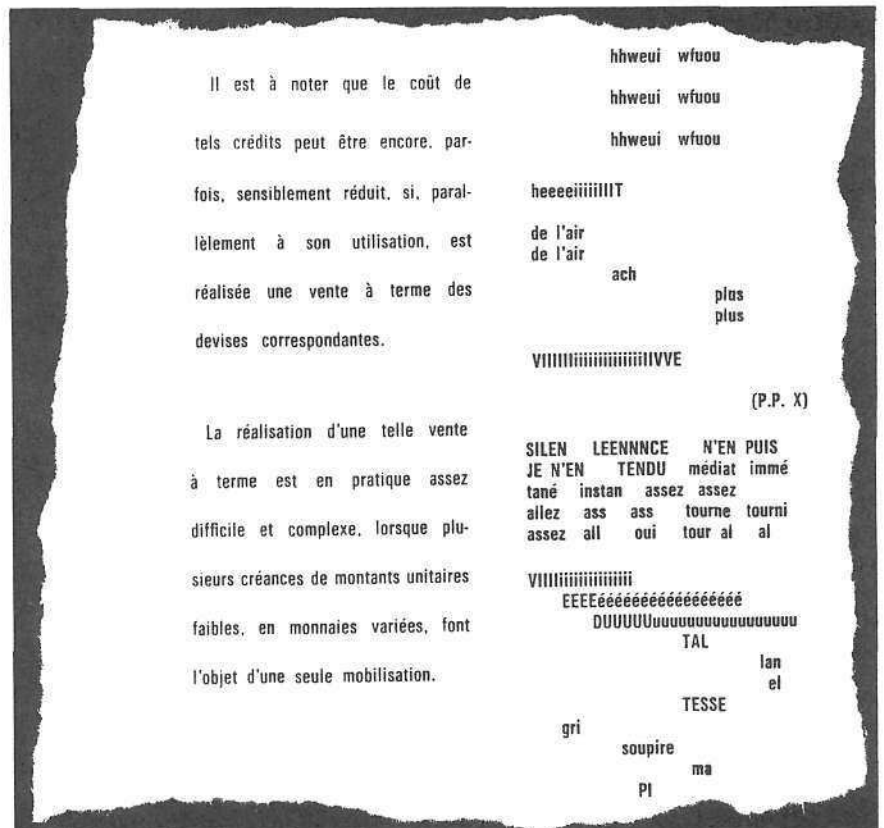 Il est à noter que le coût de
tels crédits peut être encore, par-
fois, sensiblement réduit, si, paral-
lèlement à son utilisation, est
réalisée une vente à terme des
devises correspondantes.
La réalisation d'une telle vente
à terme est en pratique assez
difficile et complexe, lorsque plu-
sieurs créances de montants unitaires
faibles, en monnaies variées, font
l'objet d'une seule mobilisation.
hhweui wfuou
hhweui wfuou
hhweui wfuou
heeeeiiiiiIIIT
de l'air
de l'air
ach
plus
plus
VIIIIIIiiiiiiiiiiiiiiiIIVVE
(P.P. X)
SILEN LEENNNCE N'EN PUIS
JE N'EN TENDU médiat immé
tané instan assez assez
allez ass ass tourne tourni
assez all oui tour al al
VIIIIiiiiiiiiiiiiiiii
EEEEééééééééééééééééé
DUUUUUuuuuuuuuuuuuuuuuu
TAL
lan
el
TESSE
gri
soupire
ma
PI